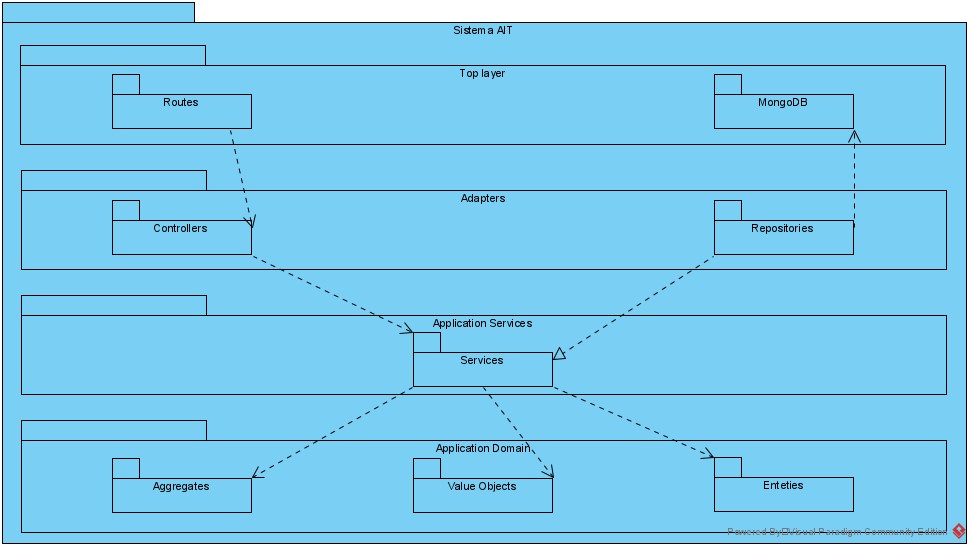 Sistema AIT
Top layer
Routes
MongoDB
Adapters
Controllers
Repositories
Application Services
Services
Application Domain
Aggregates
Value Objects
Enteties
Powered By Visual Paradigm Community Edition